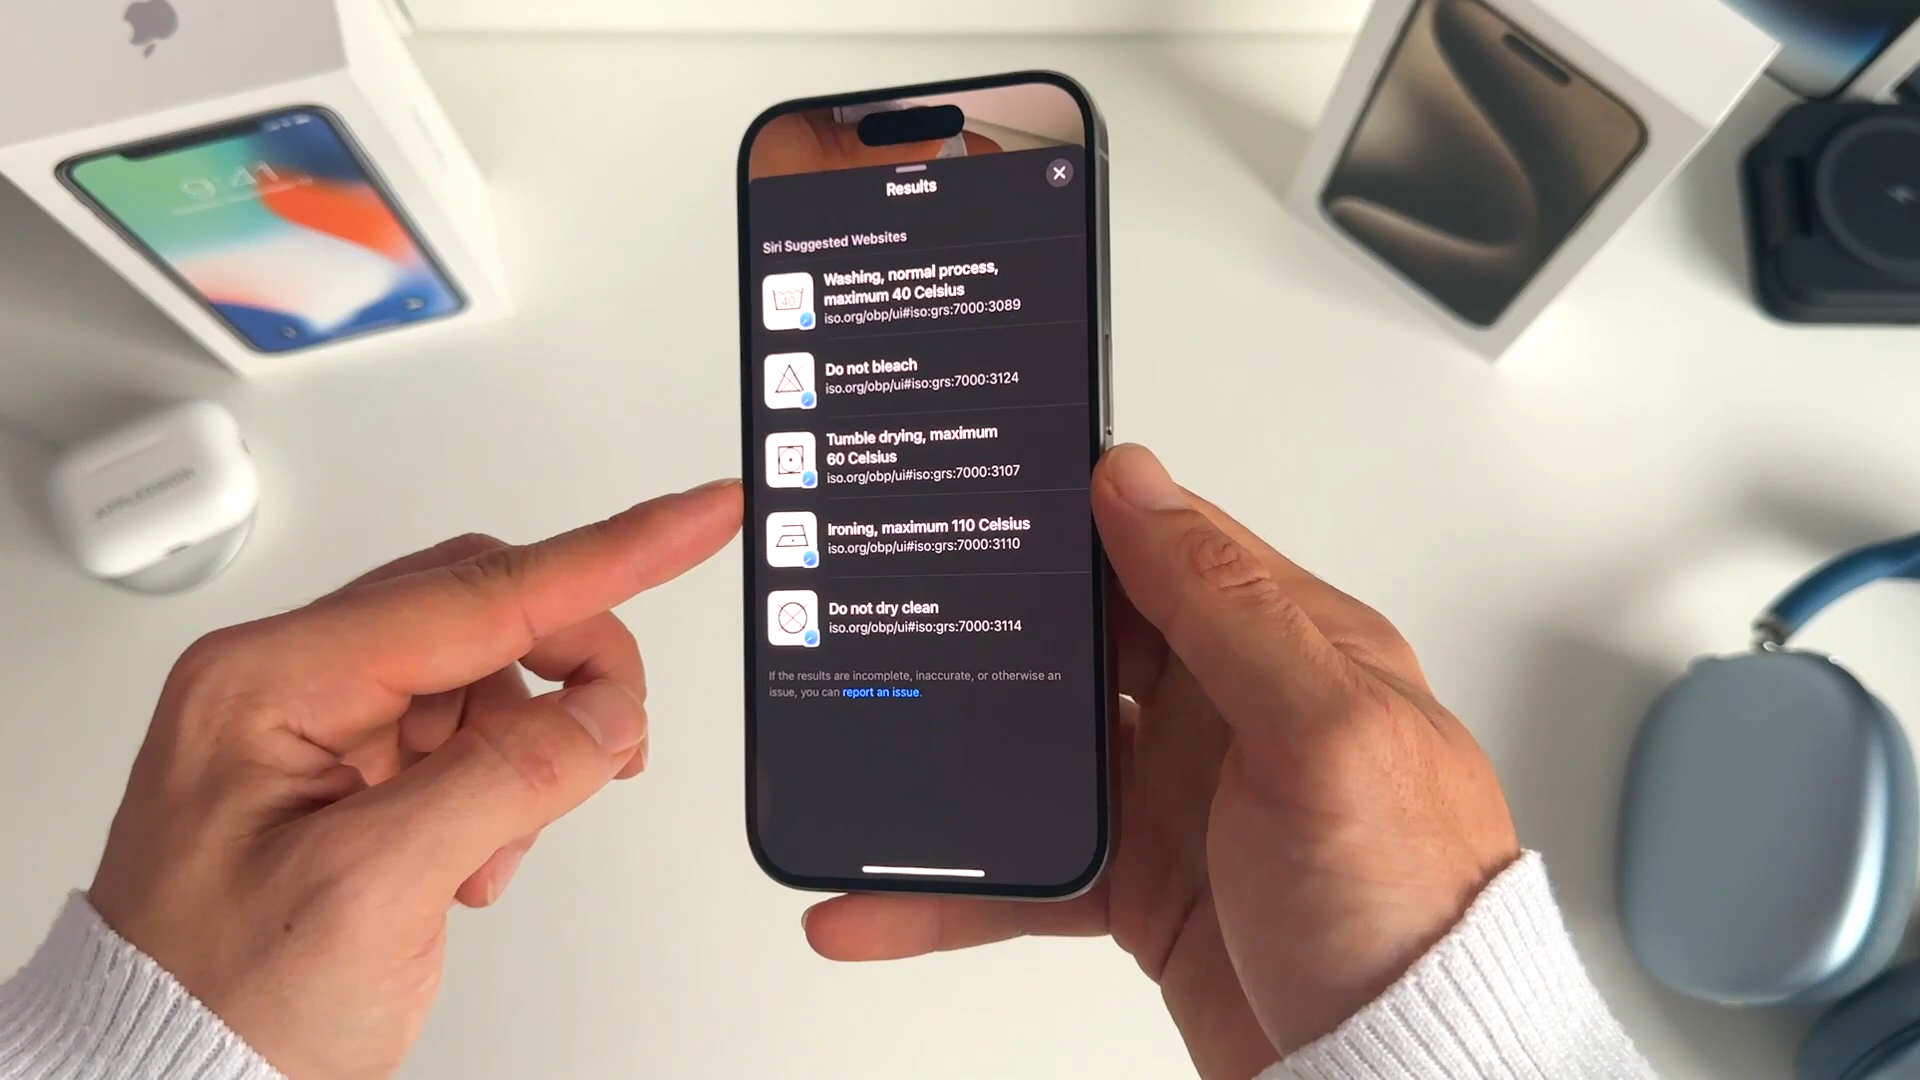 9:41
APPLEDSIGN
Results
Siri Suggested Websites
40
Washing, normal process,
maximum 40 Celsius
iso.org/obp/ui#iso:grs:7000:3089
Do not bleach
iso.org/obp/ui#iso:grs:7000:3124
Tumble drying, maximum
60 Celsius
iso.org/obp/ui#iso:grs:7000:3107
Ironing, maximum 110 Celsius
iso.org/obp/ui#iso:grs:7000:3110
Do not dry clean
iso.org/obp/ui#iso:grs:7000:3114
If the results are incomplete, inaccurate, or otherwise an
issue, you can report an issue.